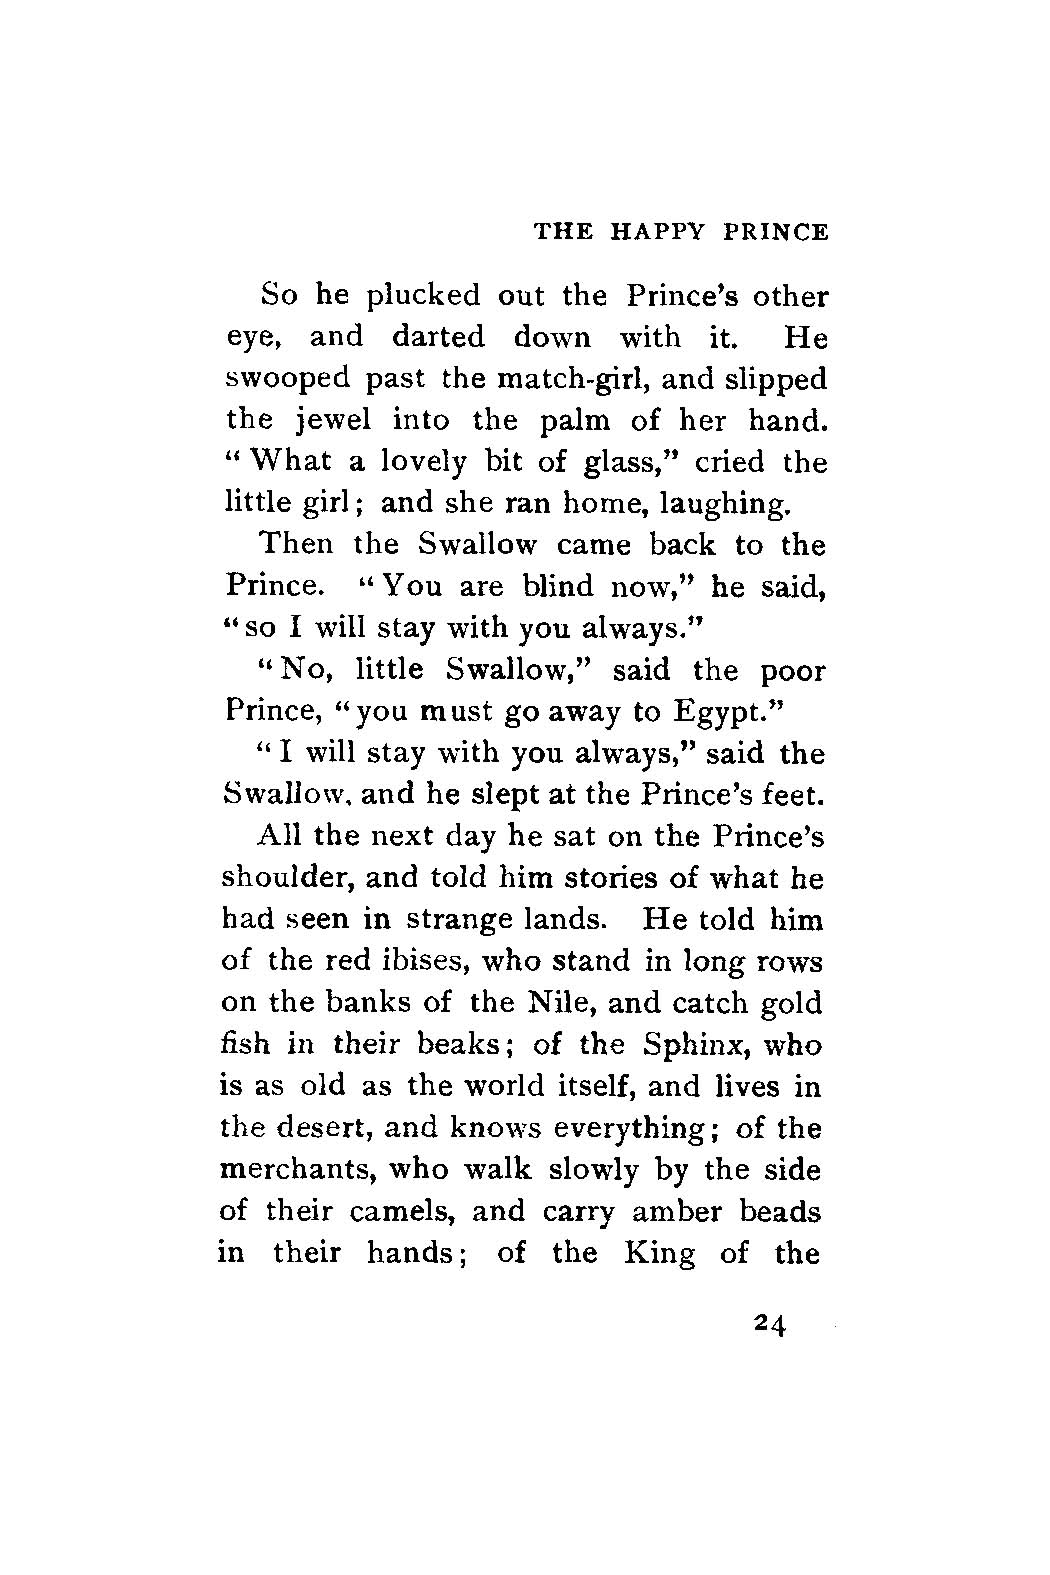 THE HAPPY PRINCE
So he plucked out the Prince's other
eye, and darted down with it. He
swooped past the match-girl, and slipped
the jewel into the palm of her hand.
“What a lovely bit of glass,” cried the
little girl; and she ran home, laughing.
Then the Swallow came back to the
Prince. “You are blind now,” he said,
“so I will stay with you always.”
“No, little Swallow,” said the poor
Prince, “you must go away to Egypt.”
“I will stay with you always,” said the
Swallow, and he slept at the Prince's feet.
All the next day he sat on the Prince's
shoulder, and told him stories of what he
had seen in strange lands. He told him
of the red ibises, who stand in long rows
on the banks of the Nile, and catch gold
fish in their beaks; of the Sphinx, who
is as old as the world itself, and lives in
the desert, and knows everything; of the
merchants, who walk slowly by the side
of their camels, and carry amber beads
in their hands; of the King of the
24